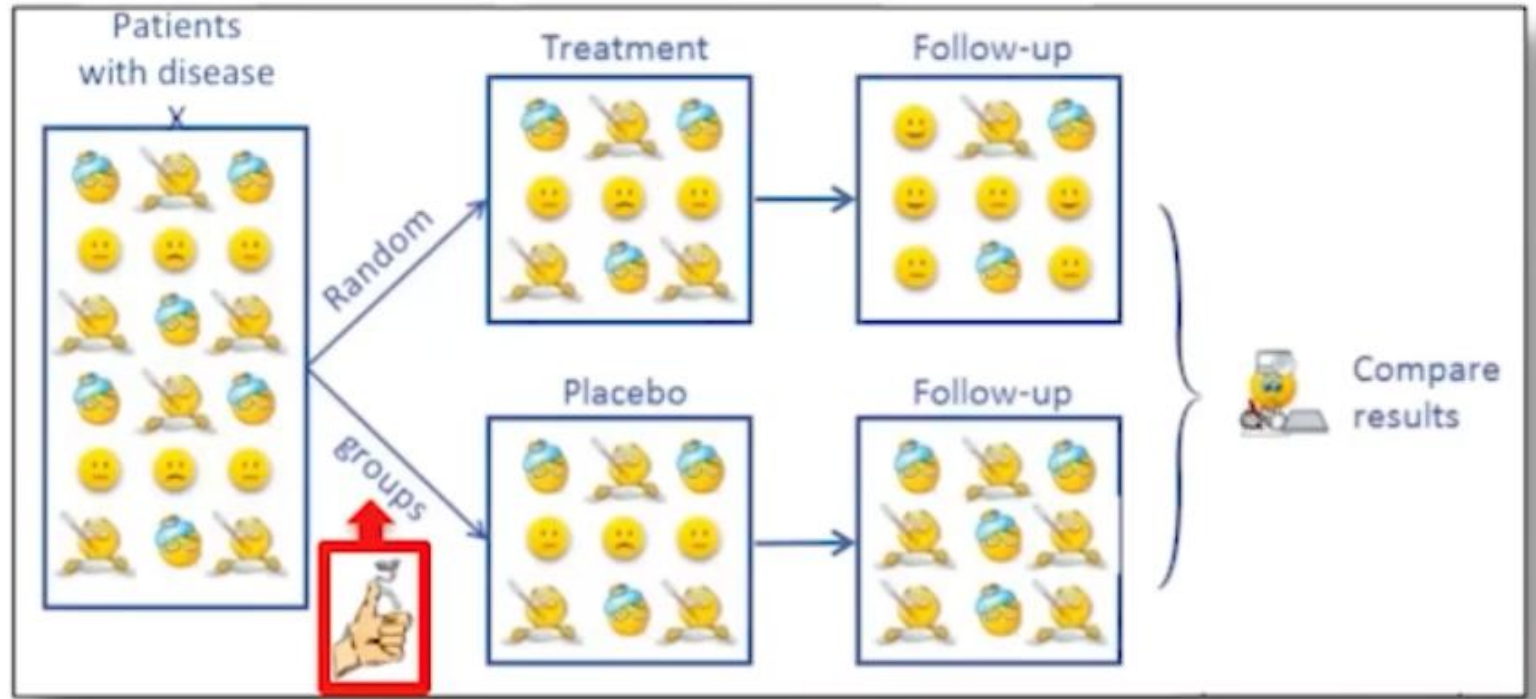 Patients
with disease
X
Random
groups
Treatment
Follow-up
Placebo
Follow-up
Compare
results